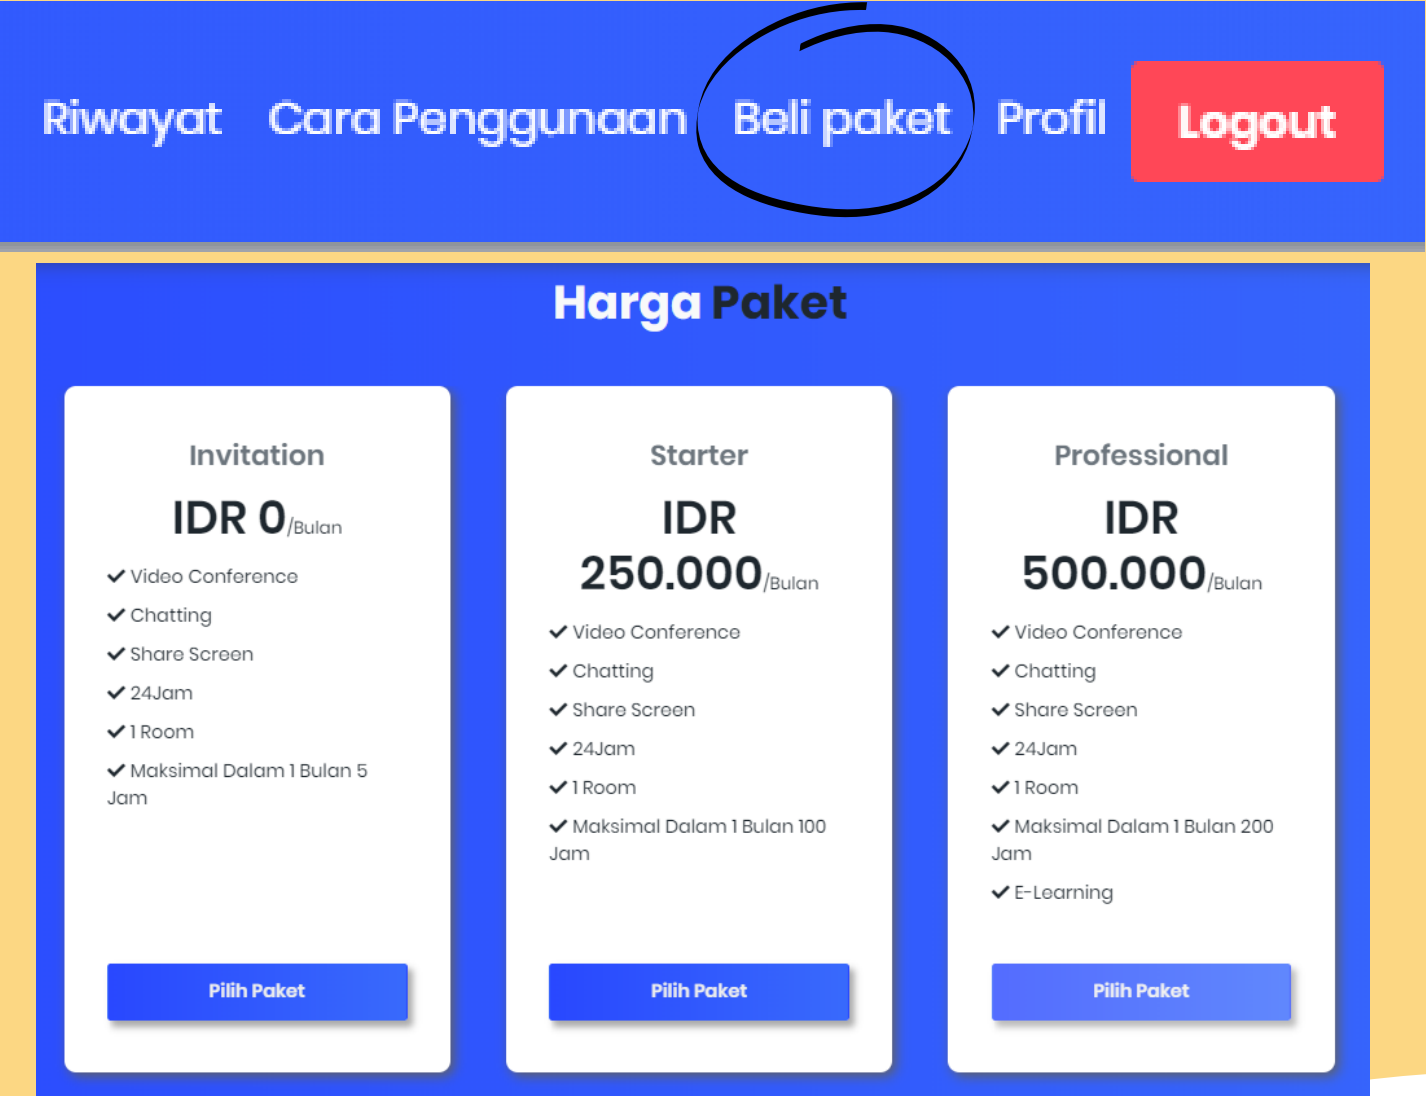 Riwayat Cara Penggunaan Beli paket Profil Logout
Harga Paket
Invitation
IDR 0/Bulan
Video Conference
Chatting
Share Screen
24Jam
1 Room
Maksimal Dalam 1 Bulan 5
Jam
Pilih Paket
Starter
IDR
250.000/Bulan
Video Conference
Chatting
Share Screen
24Jam
1 Room
Maksimal Dalam 1 Bulan 100
Jam
Pilih Paket
Professional
IDR
500.000/Bulan
Video Conference
Chatting
Share Screen
24Jam
1 Room
Maksimal Dalam 1 Bulan 200
Jam
E-Learning
Pilih Paket